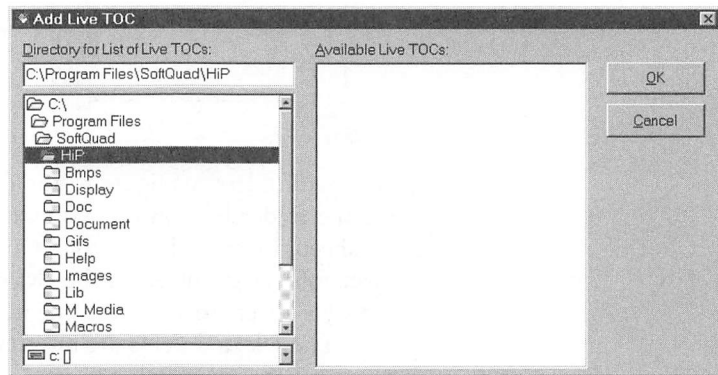 Add Live TOC
Directory for List of Live TOCs:
C:\Program Files\SoftQuad\HiP
C:\
Program Files
SoftQuad
HiP
Bmps
Display
Doc
Document
Gifs
Help
Images
Lib
M_Media
Macros
c: []
Available Live TOCs:
OK
Cancel